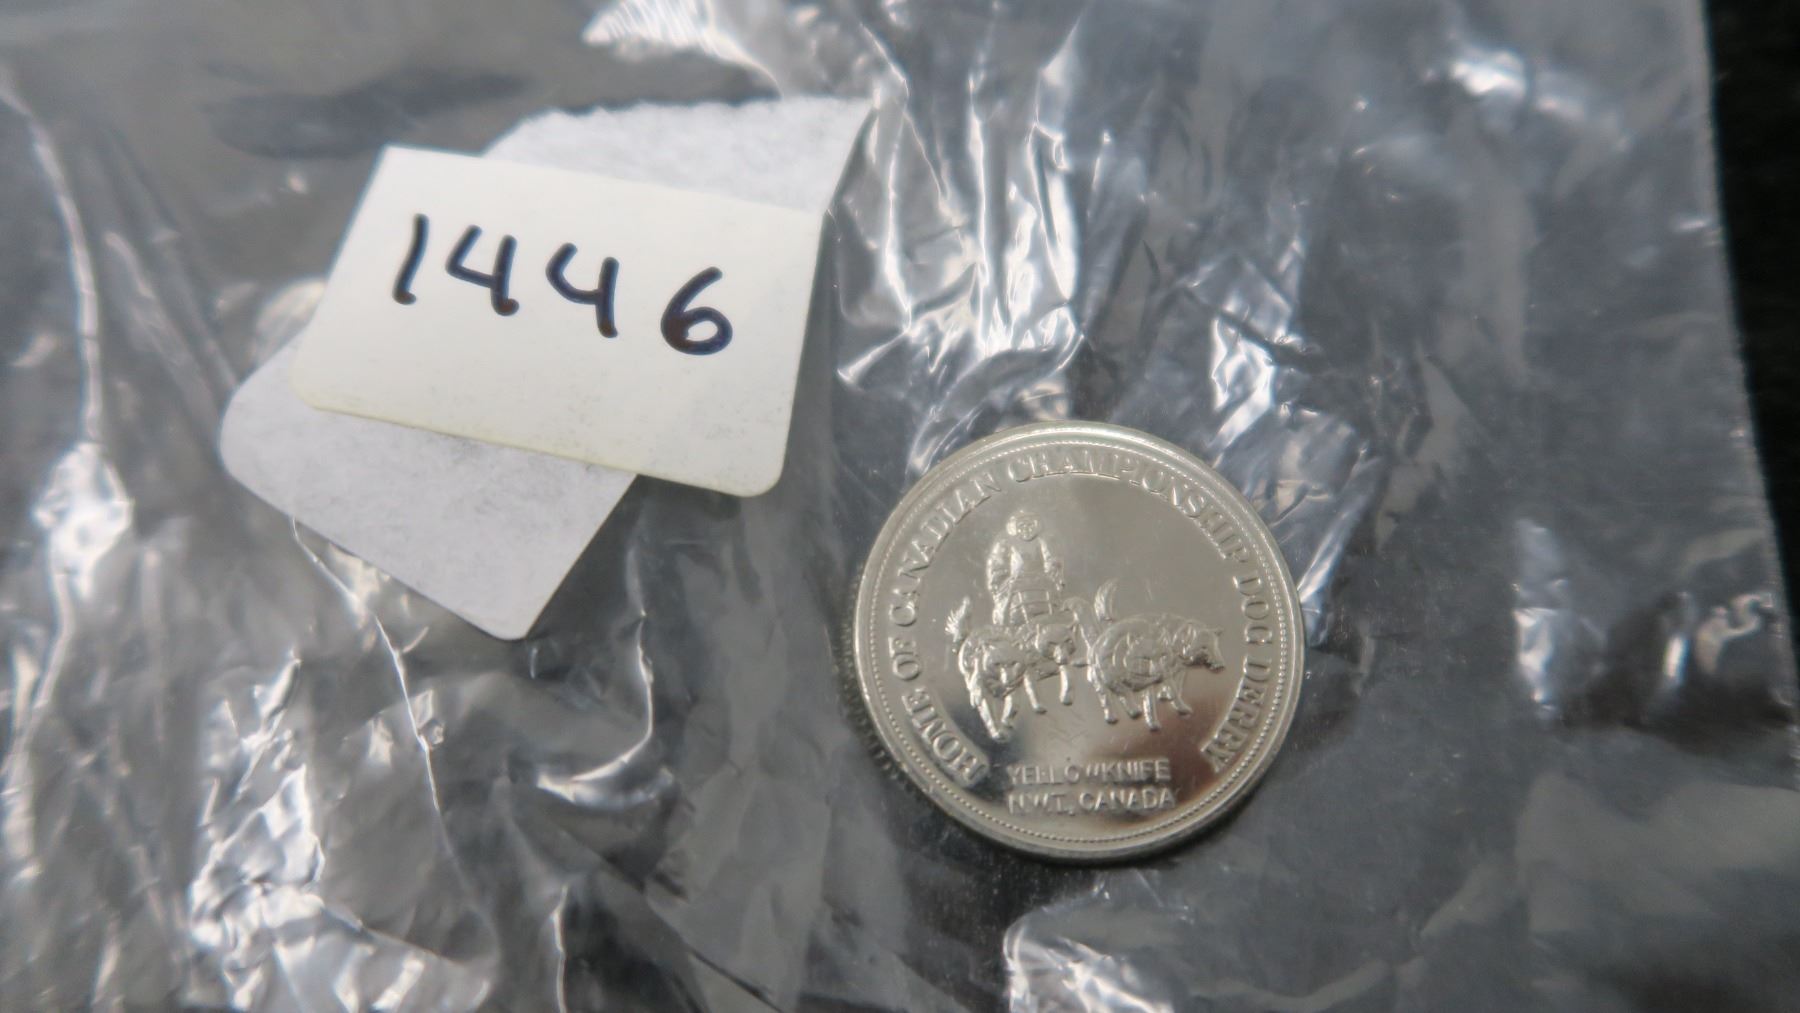 1446
HOME OF CANADIAN CHAMPIONSHIP DOG DERBY
YELLOWKNIFE
N.W.T. CANADA